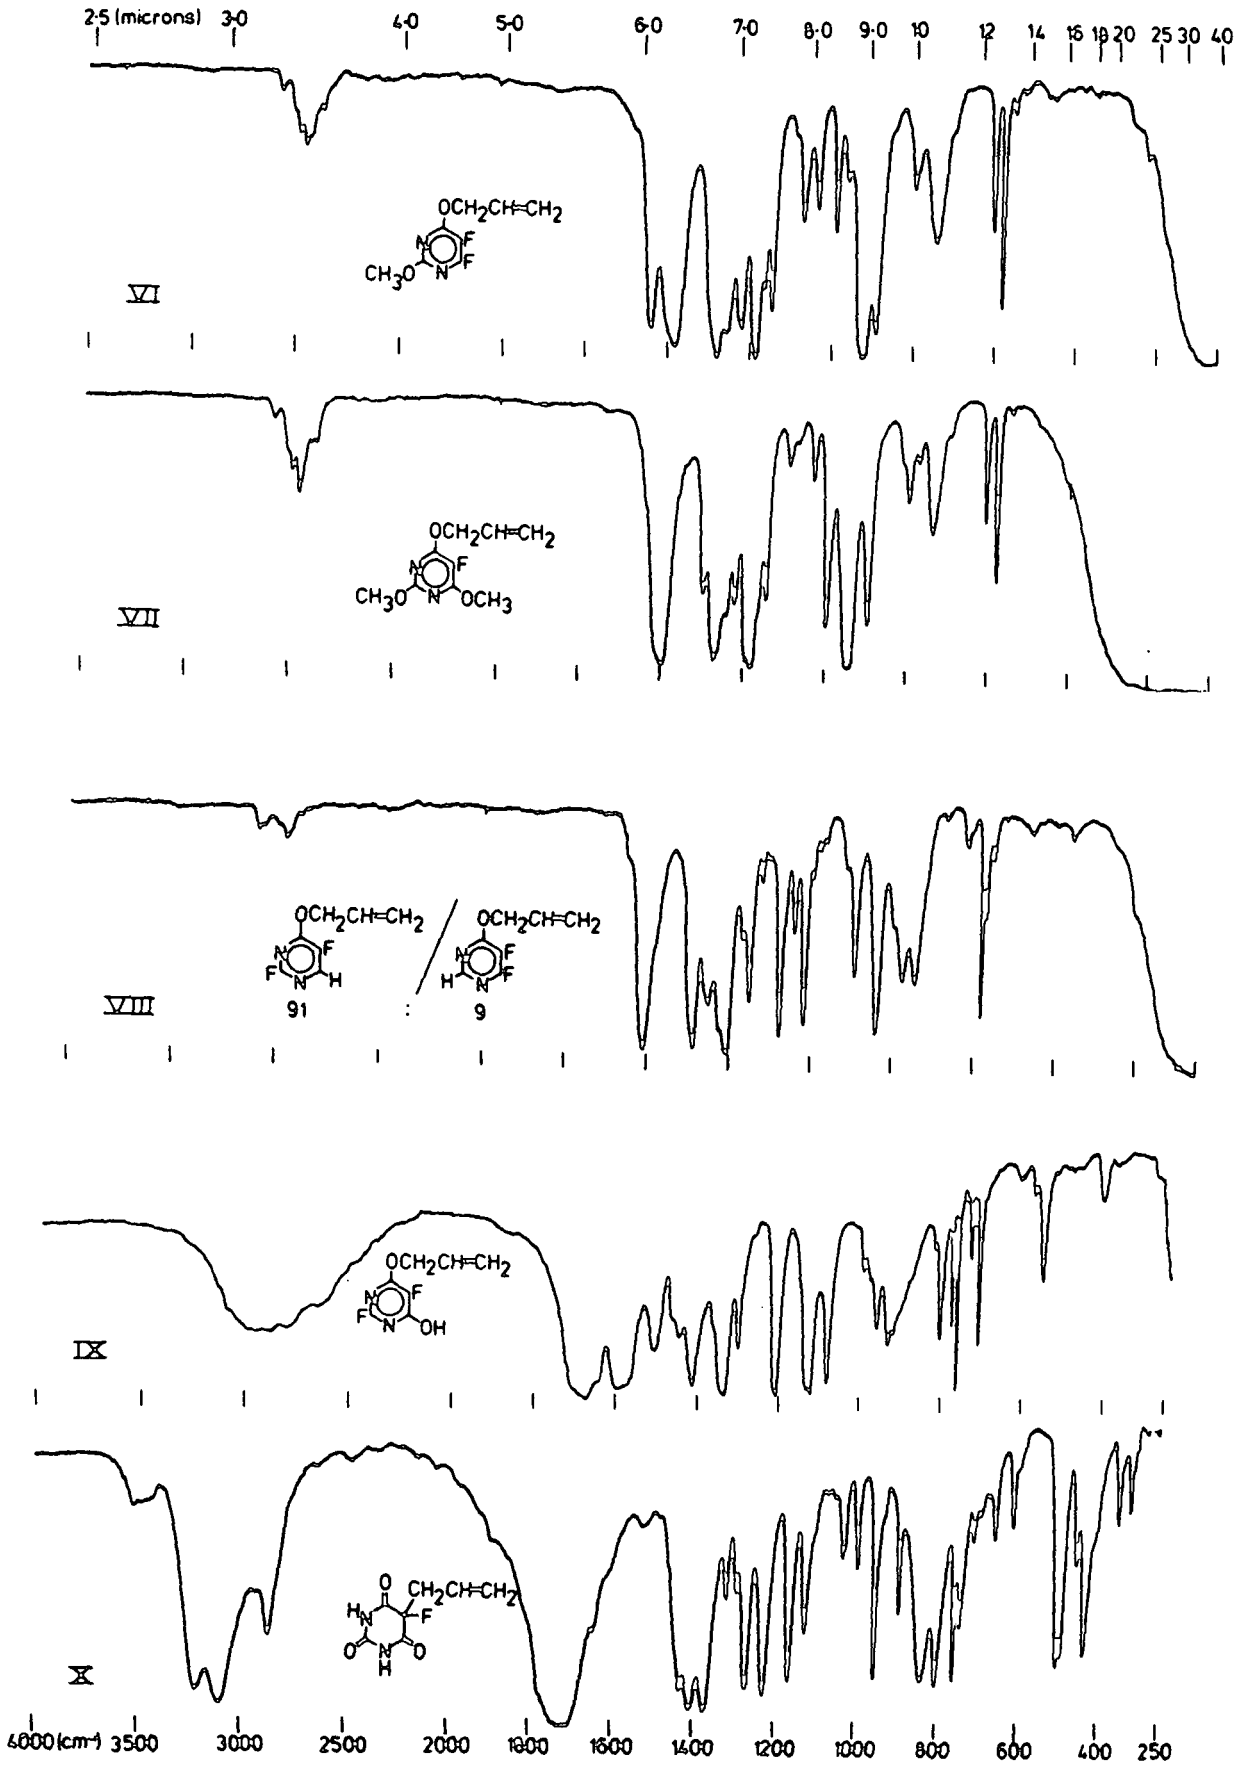 2·5 (microns) 3·0 4·0 5·0 6·0 7·0 8·0 9·0 10 12 14 16 18 20 25 30 40
OCH₂CH=CH₂
N F
F
CH₃O N
VI
OCH₂CH=CH₂
N F
CH₃O N OCH₃
VII
OCH₂CH=CH₂ / OCH₂CH=CH₂
N F N F
F N H H N F
VIII 91 : 9
OCH₂CH=CH₂
N F
F N OH
IX
O CH₂CH=CH₂
H N F
O N O
H
X
4000 (cm⁻¹) 3500 3000 2500 2000 1800 1600 1400 1200 1000 800 600 400 250